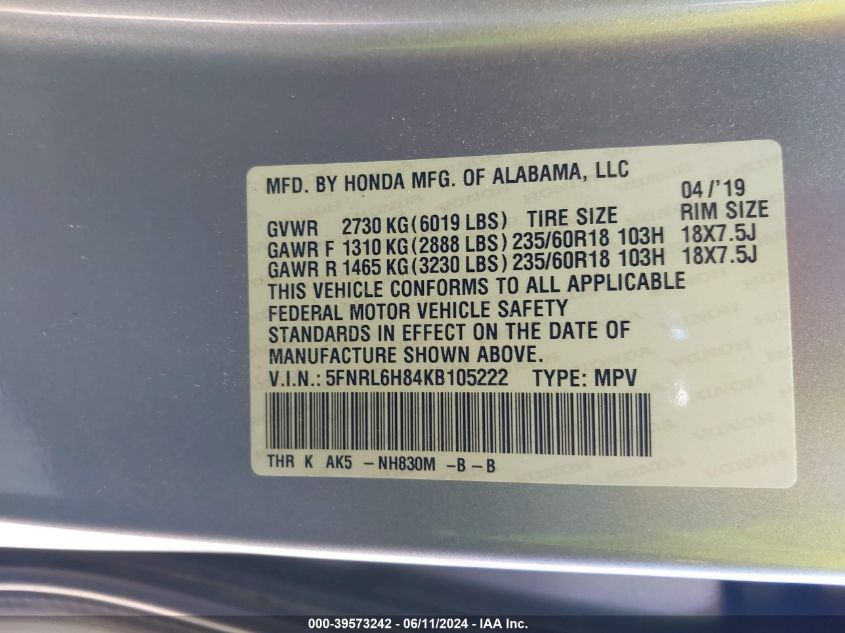 MFD. BY HONDA MFG. OF ALABAMA, LLC
04/'19
GVWR 2730 KG (6019 LBS) TIRE SIZE RIM SIZE
GAWR F 1310 KG (2888 LBS) 235/60R18 103H 18X7.5J
GAWR R 1465 KG (3230 LBS) 235/60R18 103H 18X7.5J
THIS VEHICLE CONFORMS TO ALL APPLICABLE
FEDERAL MOTOR VEHICLE SAFETY
STANDARDS IN EFFECT ON THE DATE OF
MANUFACTURE SHOWN ABOVE.
V.I.N.: 5FNRL6H84KB105222 TYPE: MPV
THR K AK5 -NH830M -B-B
000-39573242 - 06/11/2024 - IAA Inc.